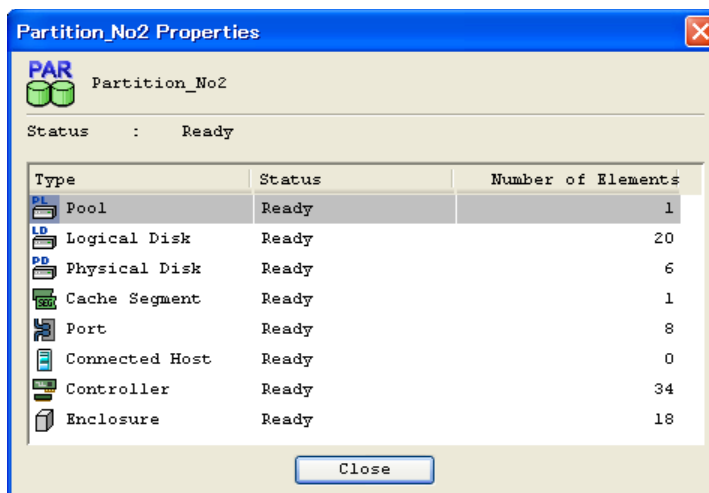 Partition_No2 Properties
PAR
Partition_No2
Status : Ready
Type Status Number of Elements
PL Pool Ready 1
LD Logical Disk Ready 20
PD Physical Disk Ready 6
SEG Cache Segment Ready 1
Port Ready 8
Connected Host Ready 0
Controller Ready 34
Enclosure Ready 18
Close